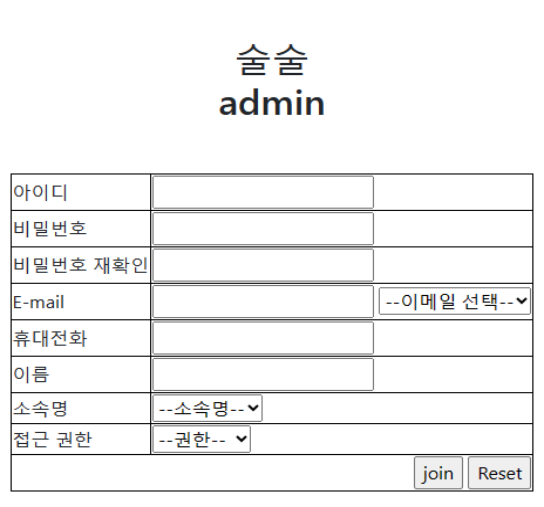 술술
admin
아이디
비밀번호
비밀번호 재확인
E-mail --이메일 선택--
휴대전화
이름
소속명 --소속명--
접근 권한 --권한--
join Reset